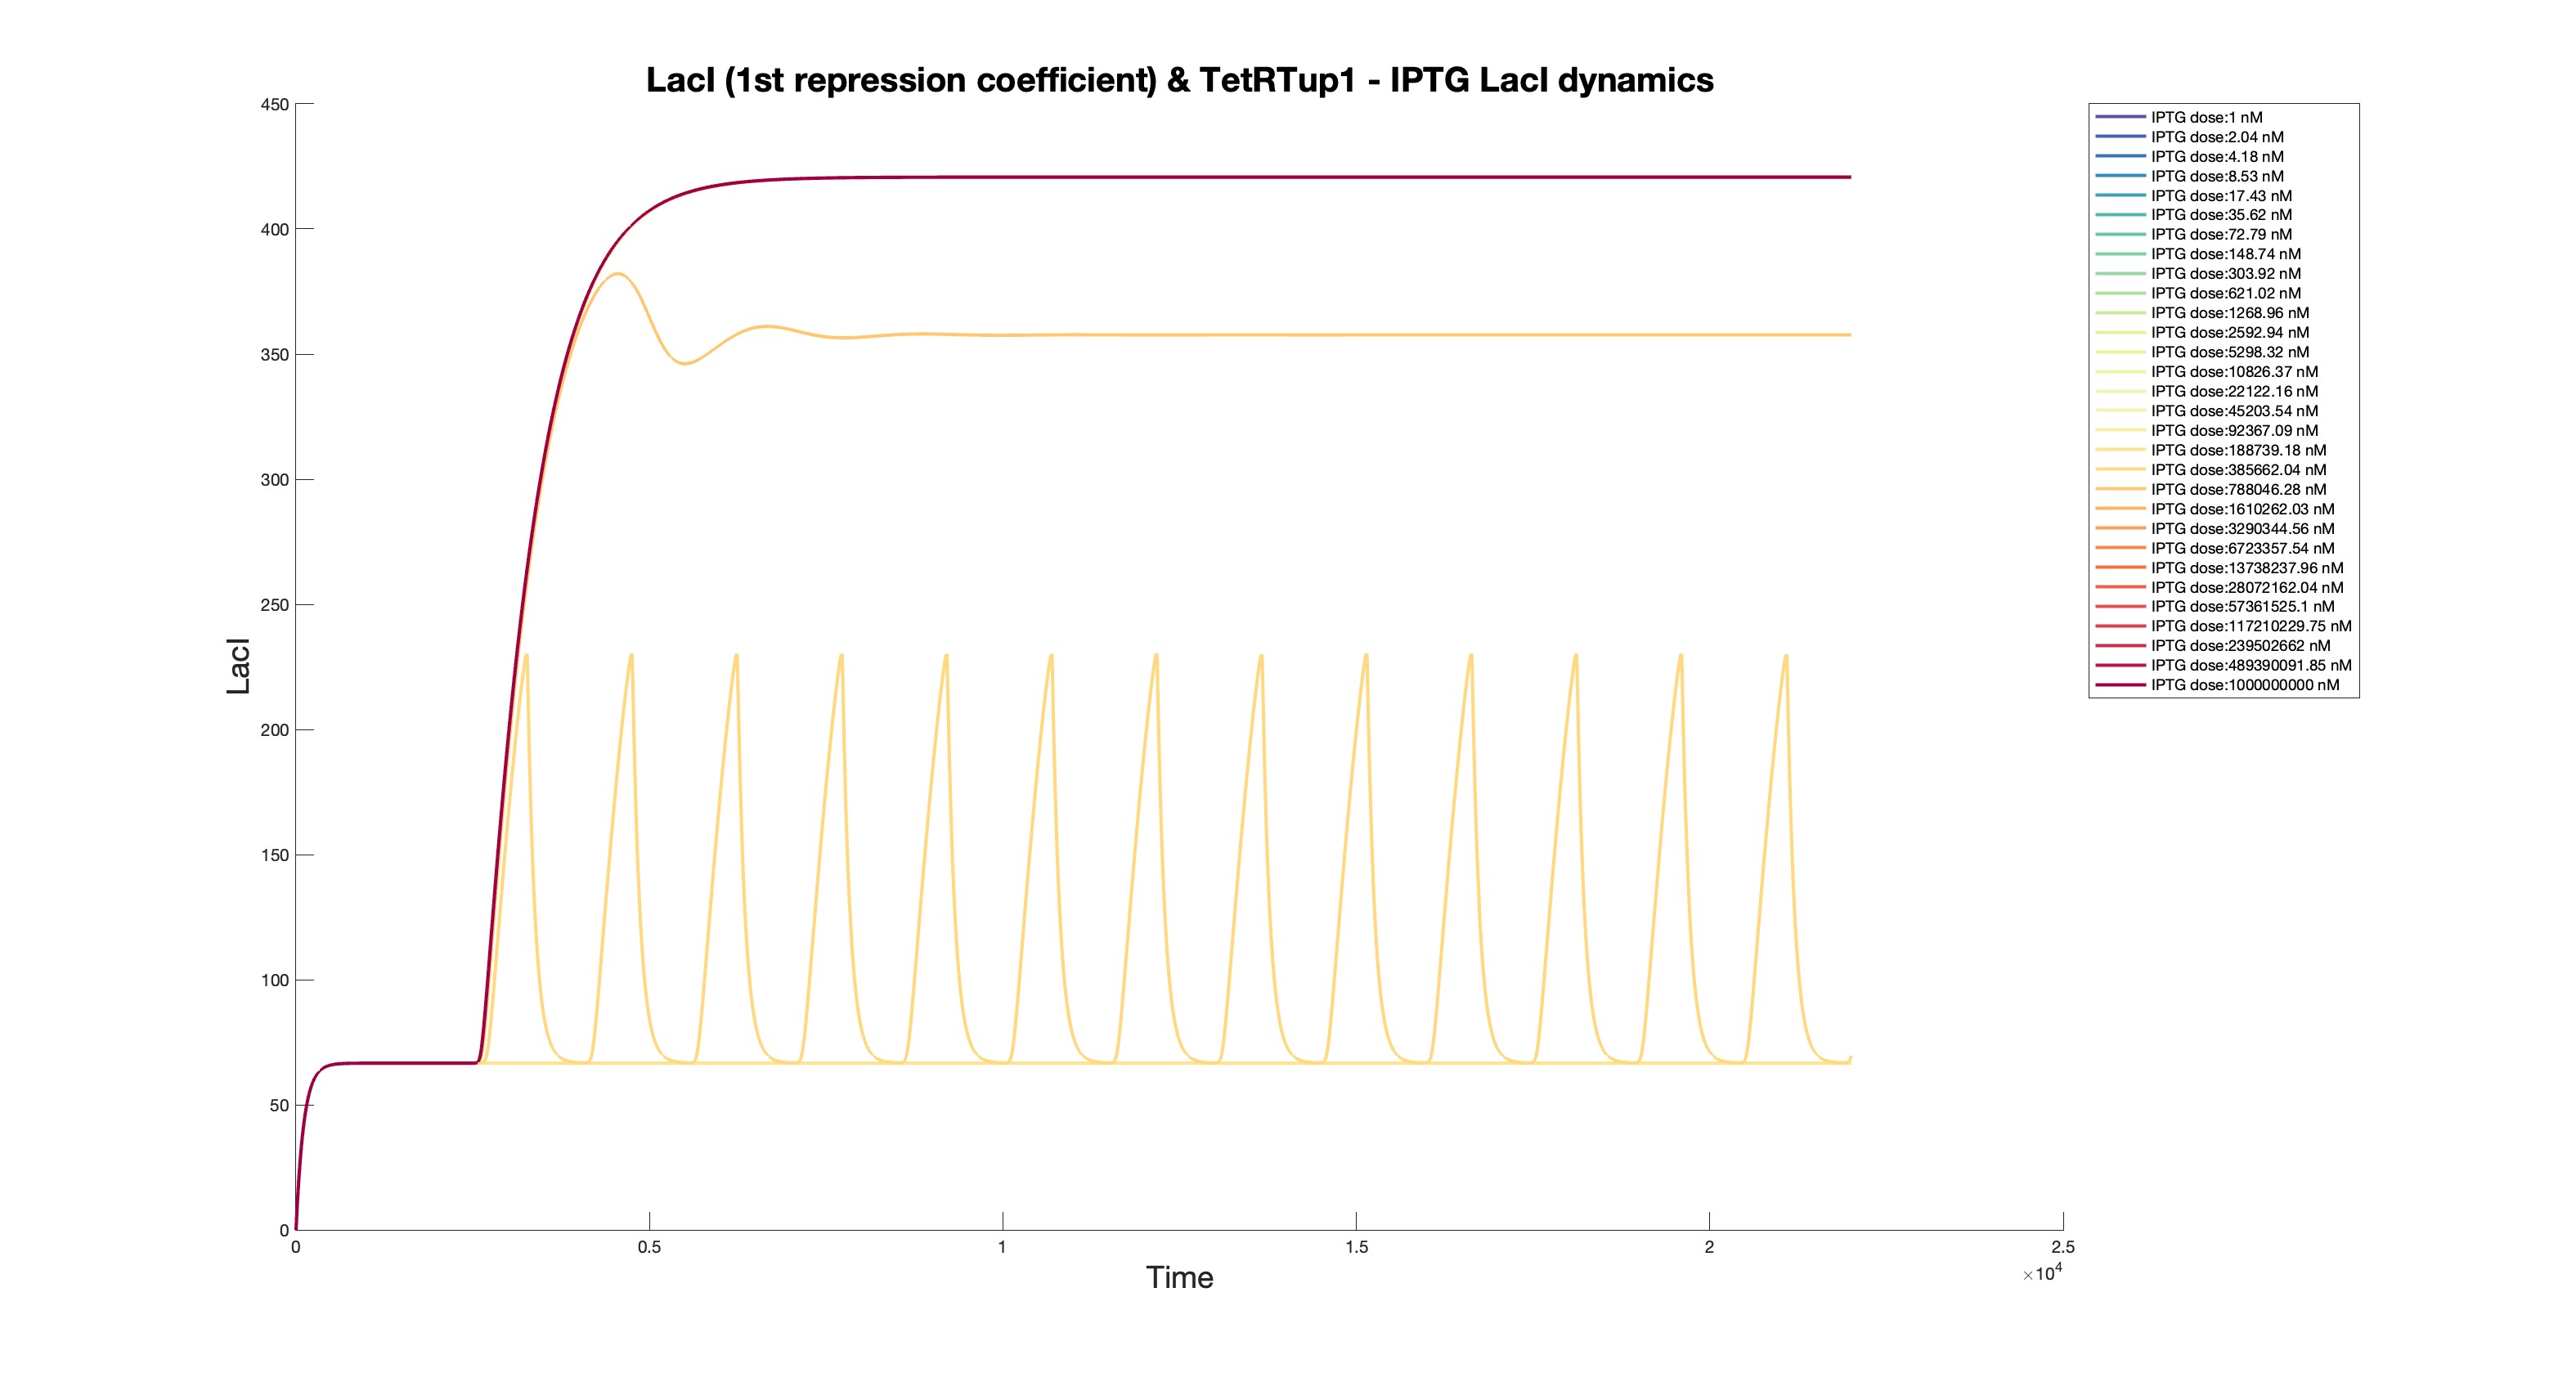 LacI (1st repression coefficient) & TetRTup1 - IPTG LacI dynamics
450
400
350
300
250
200
150
100
50
0
LacI
0
0.5
1
1.5
2
2.5
×10^4
Time
IPTG dose:1 nM
IPTG dose:2.04 nM
IPTG dose:4.18 nM
IPTG dose:8.53 nM
IPTG dose:17.43 nM
IPTG dose:35.62 nM
IPTG dose:72.79 nM
IPTG dose:148.74 nM
IPTG dose:303.92 nM
IPTG dose:621.02 nM
IPTG dose:1268.96 nM
IPTG dose:2592.94 nM
IPTG dose:5298.32 nM
IPTG dose:10826.37 nM
IPTG dose:22122.16 nM
IPTG dose:45203.54 nM
IPTG dose:92367.09 nM
IPTG dose:188739.18 nM
IPTG dose:385662.04 nM
IPTG dose:788046.28 nM
IPTG dose:1610262.03 nM
IPTG dose:3290344.56 nM
IPTG dose:6723357.54 nM
IPTG dose:13738237.96 nM
IPTG dose:28072162.04 nM
IPTG dose:57361525.1 nM
IPTG dose:117210229.75 nM
IPTG dose:239502662 nM
IPTG dose:489390091.85 nM
IPTG dose:1000000000 nM